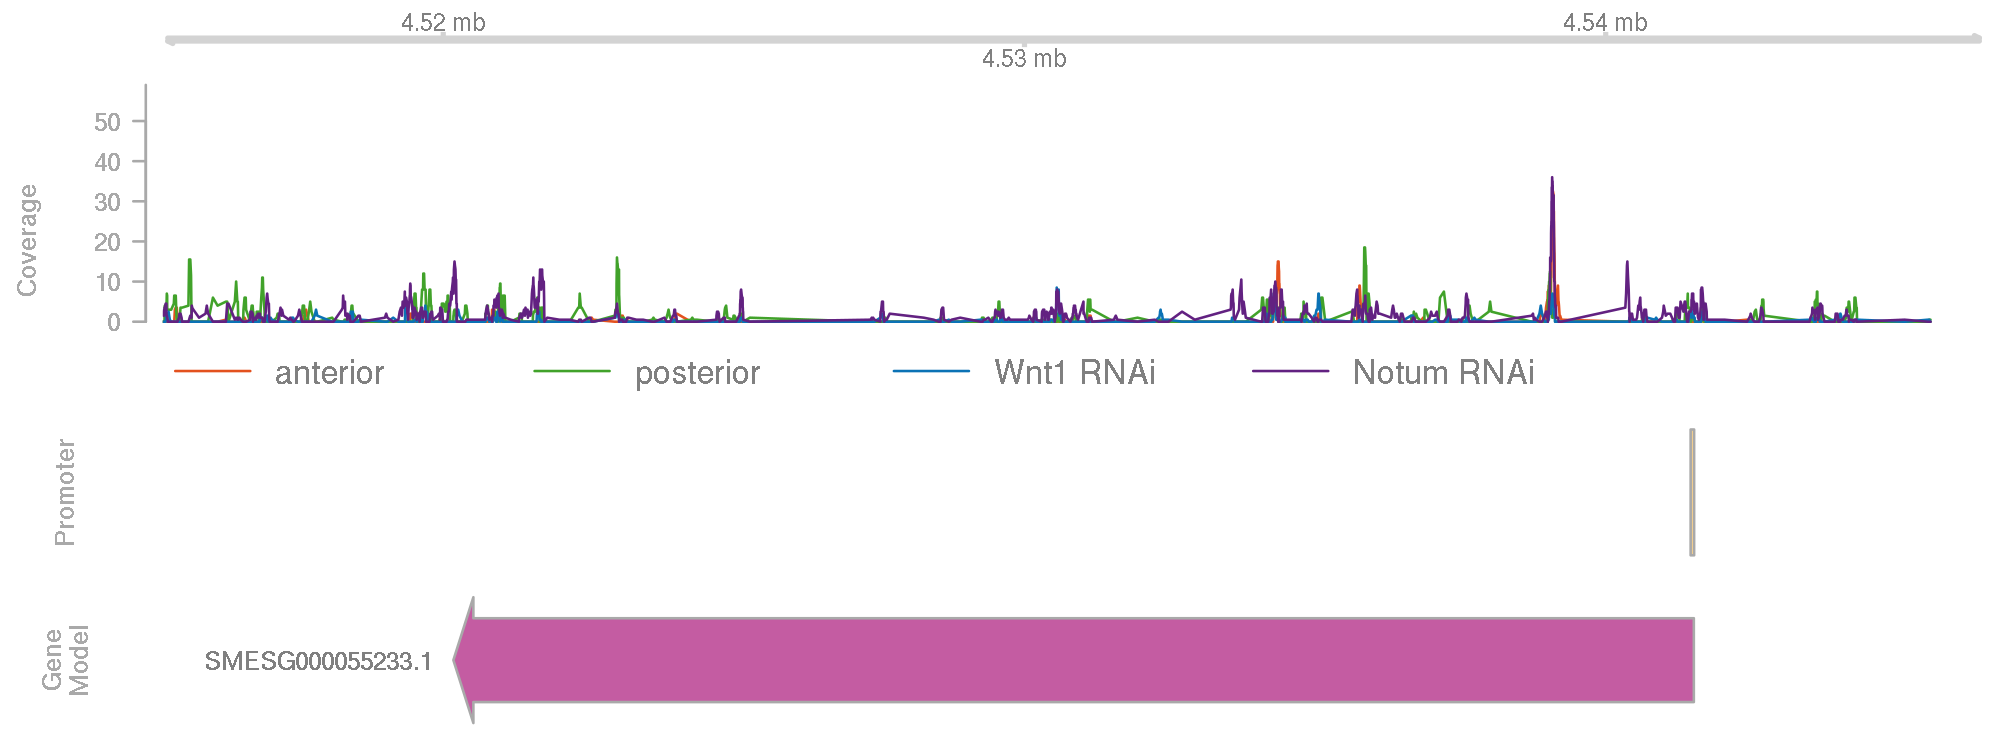 4.52 mb
4.54 mb
4.53 mb
Coverage
50
40
30
20
10
0
anterior posterior Wnt1 RNAi Notum RNAi
Promoter
Gene
Model
SMESG000055233.1